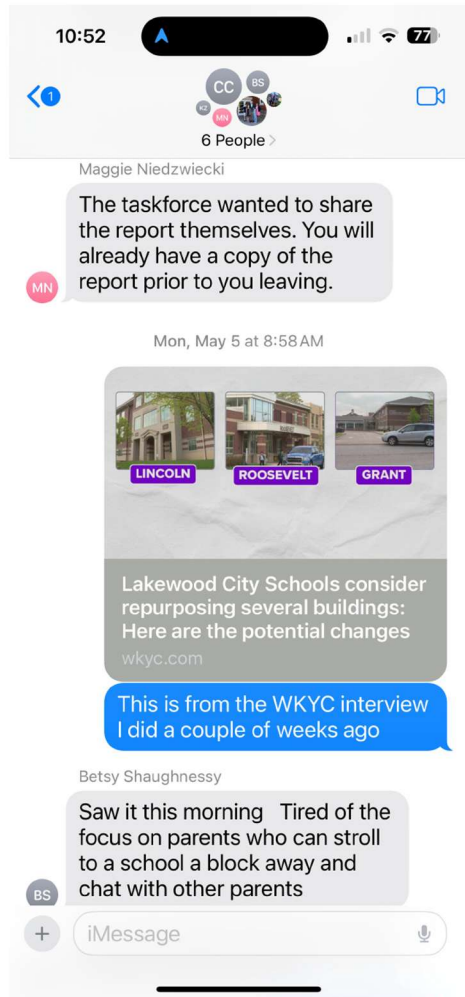 10:52
77
1
CC
BS
KZ
MN
6 People
Maggie Niedzwiecki
The taskforce wanted to share
the report themselves. You will
already have a copy of the
report prior to you leaving.
MN
Mon, May 5 at 8:58 AM
LINCOLN
ROOSEVELT
GRANT
Lakewood City Schools consider
repurposing several buildings:
Here are the potential changes
wkyc.com
This is from the WKYC interview
I did a couple of weeks ago
Betsy Shaughnessy
Saw it this morning   Tired of the
focus on parents who can stroll
to a school a block away and
chat with other parents
BS
iMessage